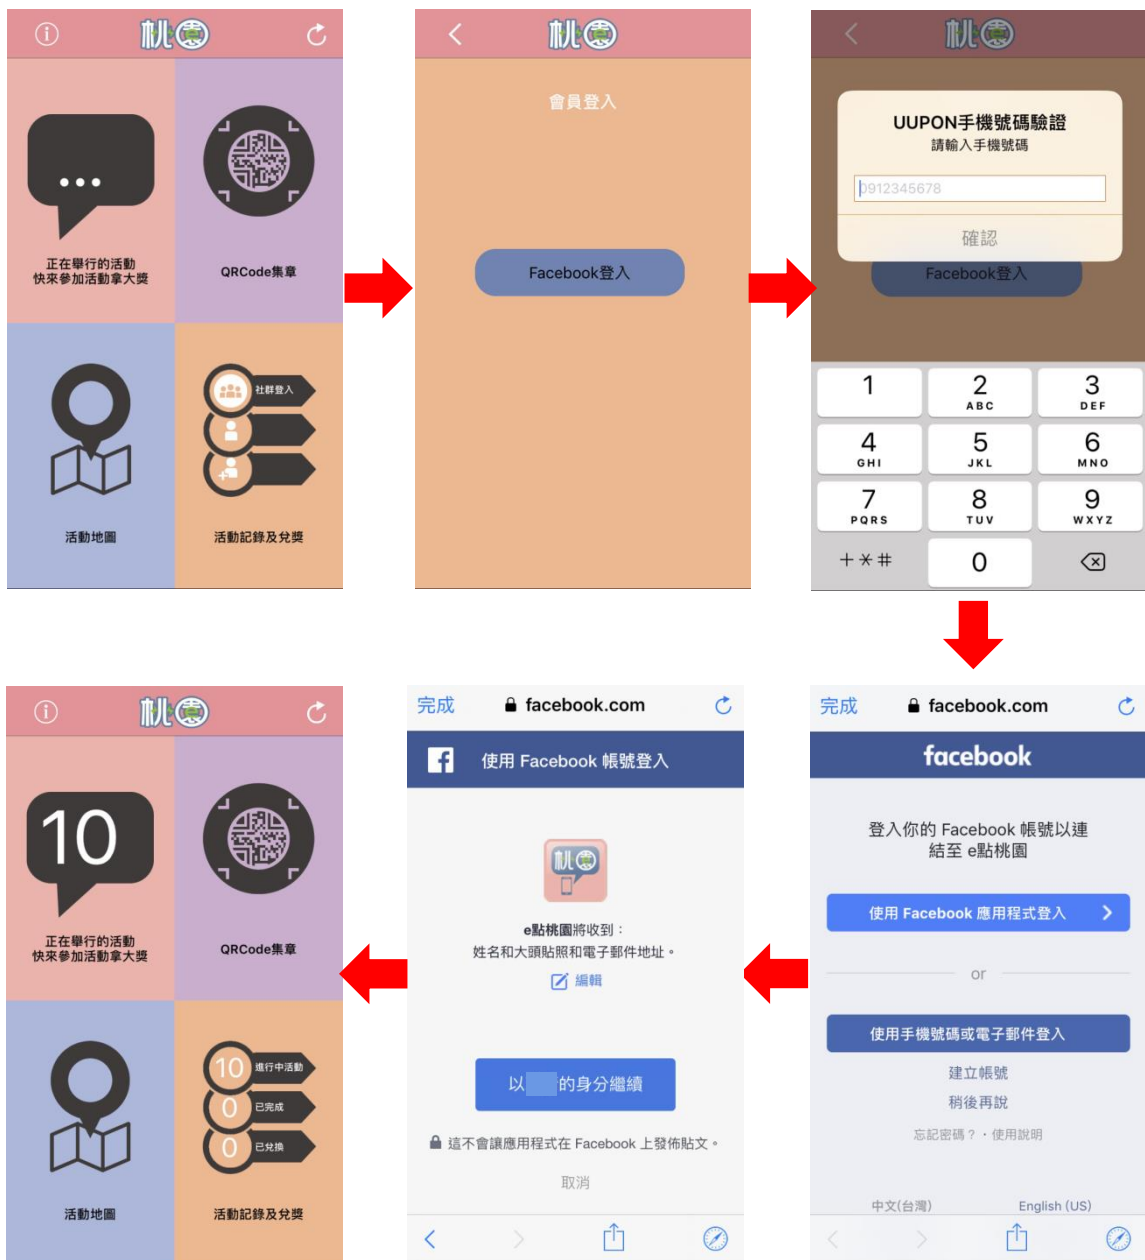 桃園
...
正在舉行的活動
快來參加活動拿大獎
QRCode集章
活動地圖
社群登入
活動記錄及兌獎
桃園
會員登入
Facebook登入
桃園
UUPON手機號碼驗證
請輸入手機號碼
0912345678
確認
Facebook登入
1
2
ABC
3
DEF
4
GHI
5
JKL
6
MNO
7
PQRS
8
TUV
9
WXYZ
+*#
0
完成
facebook.com
facebook
登入你的 Facebook 帳號以連
結至 e點桃園
使用 Facebook 應用程式登入
or
使用手機號碼或電子郵件登入
建立帳號
稍後再說
忘記密碼？・使用說明
中文(台灣)
English (US)
完成
facebook.com
f
使用 Facebook 帳號登入
桃園
e點桃園將收到：
姓名和大頭貼照和電子郵件地址。
編輯
以 的身分繼續
這不會讓應用程式在 Facebook 上發佈貼文。
取消
桃園
10
正在舉行的活動
快來參加活動拿大獎
QRCode集章
活動地圖
10 進行中活動
0 已完成
0 已兌換
活動記錄及兌獎